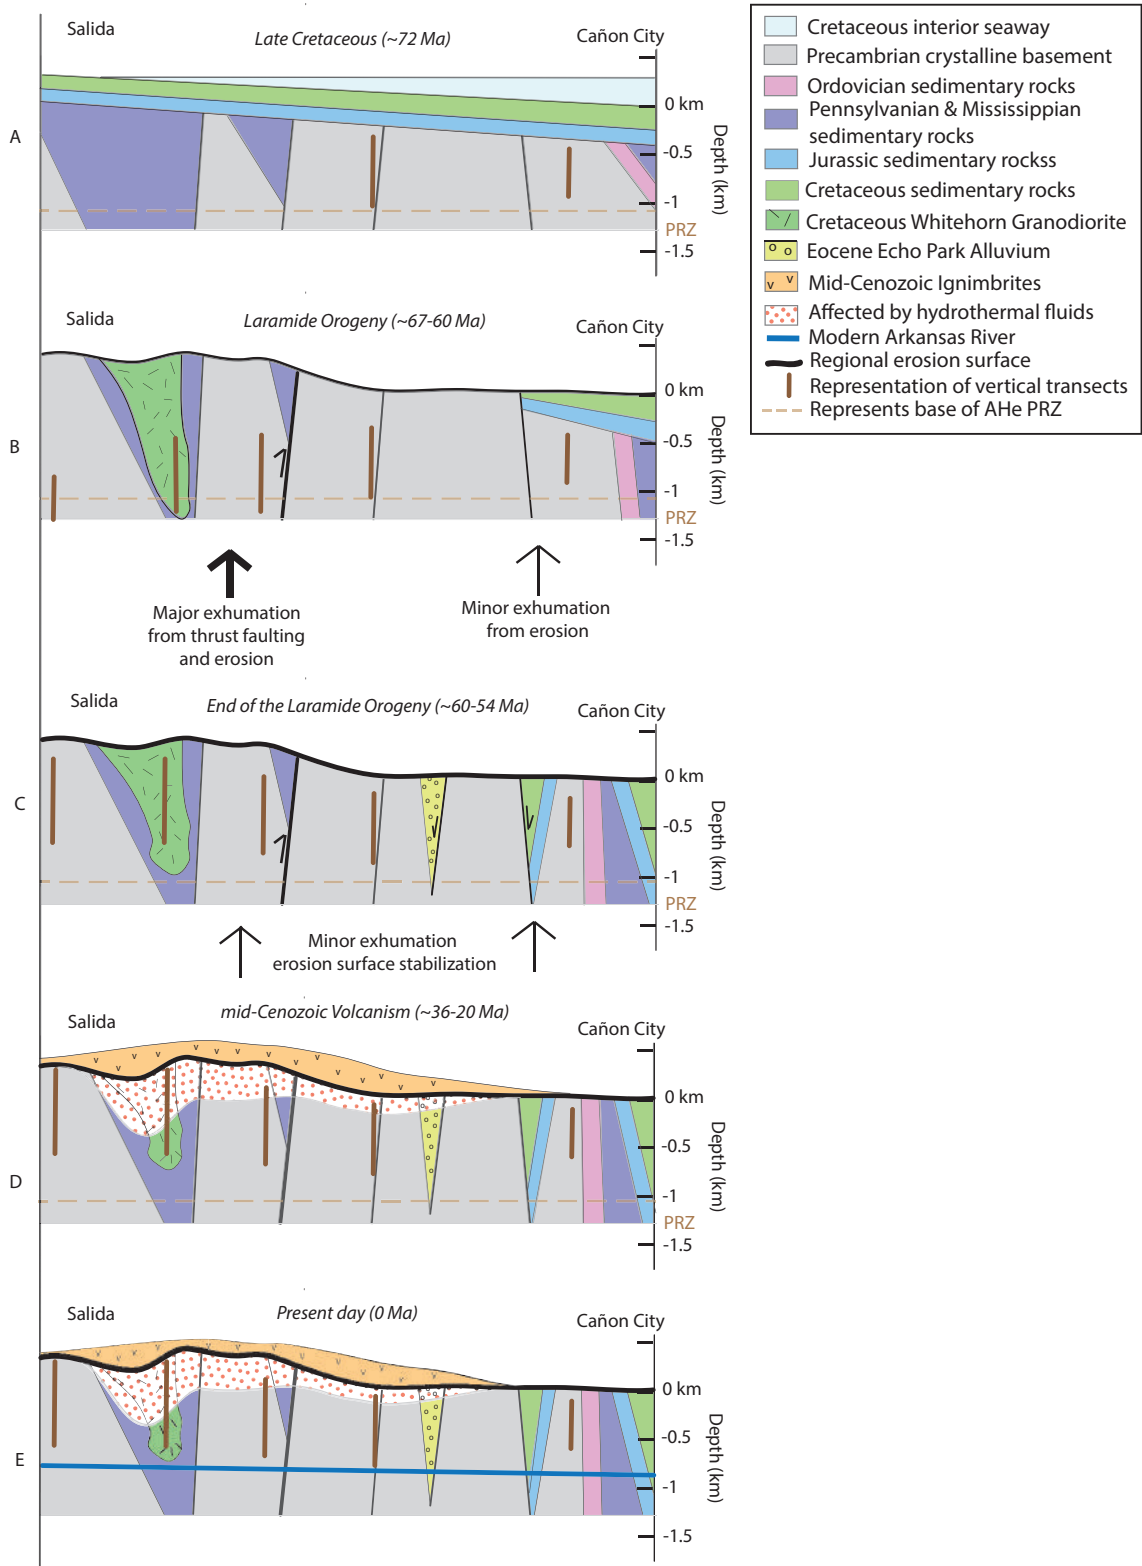 Salida
Late Cretaceous (~72 Ma)
Cañon City
A
0 km
-0.5
-1
PRZ
-1.5
Depth (km)
Cretaceous interior seaway
Precambrian crystalline basement
Ordovician sedimentary rocks
Pennsylvanian & Mississippian
sedimentary rocks
Jurassic sedimentary rockss
Cretaceous sedimentary rocks
Cretaceous Whitehorn Granodiorite
Eocene Echo Park Alluvium
Mid-Cenozoic Ignimbrites
Affected by hydrothermal fluids
Modern Arkansas River
Regional erosion surface
Representation of vertical transects
Represents base of AHe PRZ
Salida
Laramide Orogeny (~67-60 Ma)
Cañon City
B
0 km
-0.5
-1
PRZ
-1.5
Depth (km)
Major exhumation
from thrust faulting
and erosion
Minor exhumation
from erosion
Salida
End of the Laramide Orogeny (~60-54 Ma)
Cañon City
C
0 km
-0.5
-1
PRZ
-1.5
Depth (km)
Minor exhumation
erosion surface stabilization
Salida
mid-Cenozoic Volcanism (~36-20 Ma)
Cañon City
D
0 km
-0.5
-1
PRZ
-1.5
Depth (km)
Salida
Present day (0 Ma)
Cañon City
E
0 km
-0.5
-1
-1.5
Depth (km)